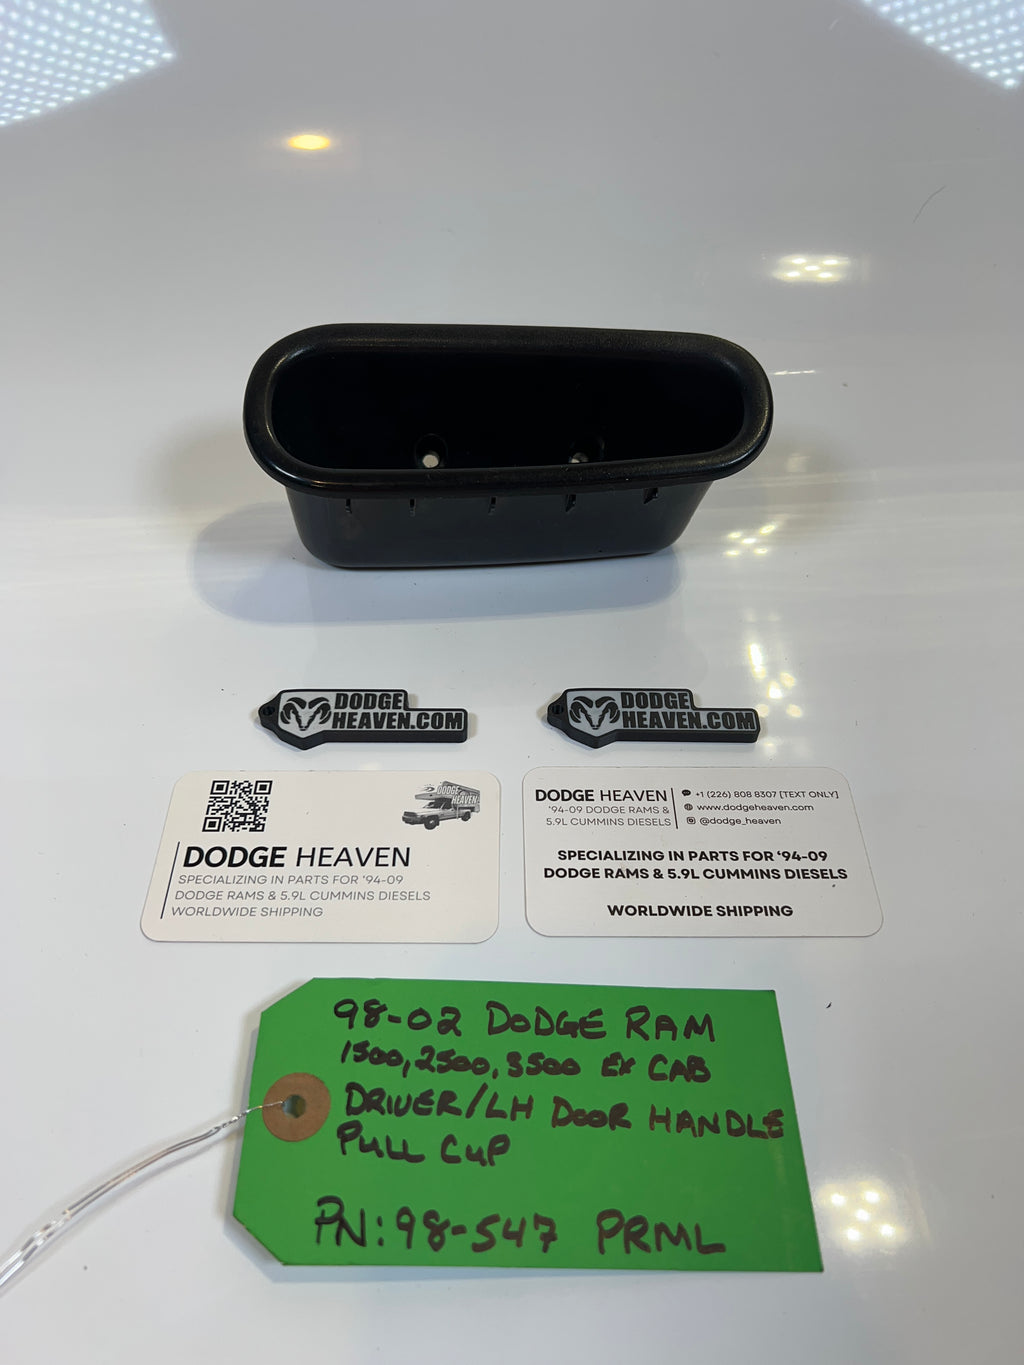 DODGE
HEAVEN.COM
DODGE
HEAVEN.COM
DODGE
HEAVEN
DODGE HEAVEN
SPECIALIZING IN PARTS FOR '94-09
DODGE RAMS & 5.9L CUMMINS DIESELS
WORLDWIDE SHIPPING
DODGE HEAVEN
'94-09 DODGE RAMS &
5.9L CUMMINS DIESELS
+1 (226) 808 8307 [TEXT ONLY]
www.dodgeheaven.com
@dodge_heaven
SPECIALIZING IN PARTS FOR '94-09
DODGE RAMS & 5.9L CUMMINS DIESELS
WORLDWIDE SHIPPING
98-02 DODGE RAM
1500, 2500, 3500 EX CAB
DRIVER/LH DOOR HANDLE
PULL CUP
PN: 98-547 PRML